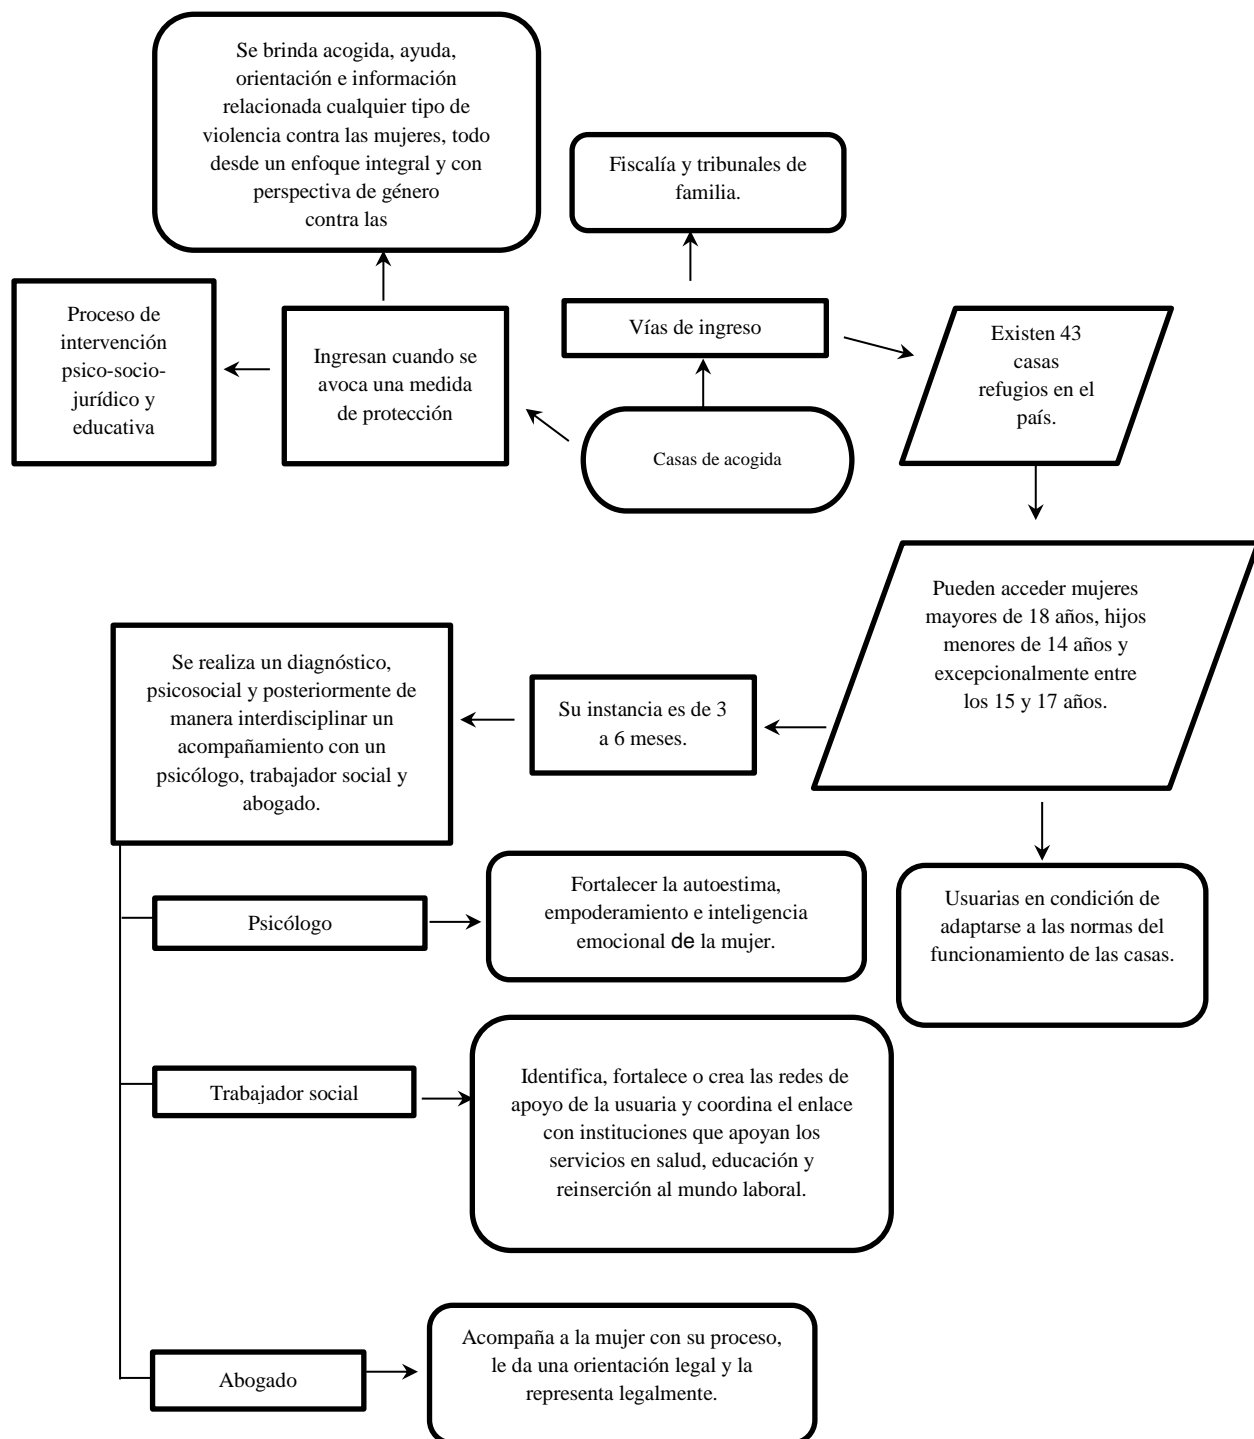 Se brinda acogida, ayuda,
orientación e información
relacionada cualquier tipo de
violencia contra las mujeres, todo
desde un enfoque integral y con
perspectiva de género
contra las
Fiscalía y tribunales de
familia.
Proceso de
intervención
psico-socio-
jurídico y
educativa
Ingresan cuando se
avoca una medida
de protección
Vías de ingreso
Existen 43
casas
refugios en el
país.
Casas de acogida
Pueden acceder mujeres
mayores de 18 años, hijos
menores de 14 años y
excepcionalmente entre
los 15 y 17 años.
Se realiza un diagnóstico,
psicosocial y posteriormente de
manera interdisciplinar un
acompañamiento con un
psicólogo, trabajador social y
abogado.
Su instancia es de 3
a 6 meses.
Psicólogo
Fortalecer la autoestima,
empoderamiento e inteligencia
emocional de la mujer.
Usuarias en condición de
adaptarse a las normas del
funcionamiento de las casas.
Trabajador social
Identifica, fortalece o crea las redes de
apoyo de la usuaria y coordina el enlace
con instituciones que apoyan los
servicios en salud, educación y
reinserción al mundo laboral.
Abogado
Acompaña a la mujer con su proceso,
le da una orientación legal y la
representa legalmente.